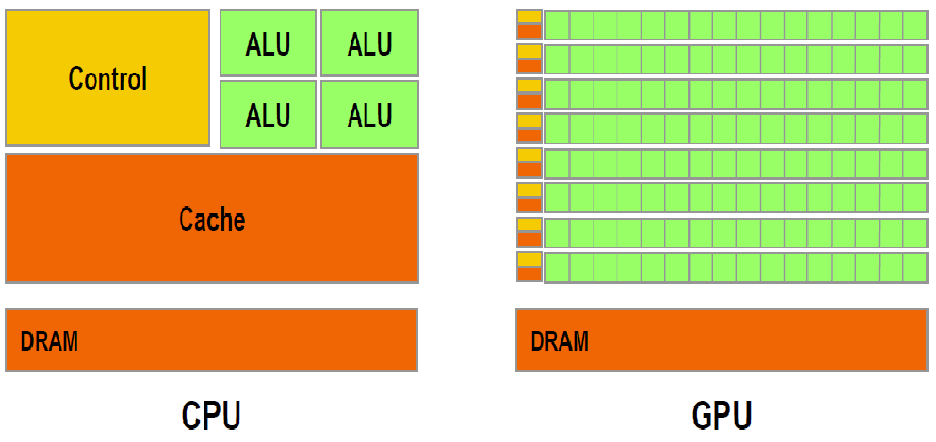 Control
ALU ALU
ALU ALU
Cache
DRAM
CPU
DRAM
GPU